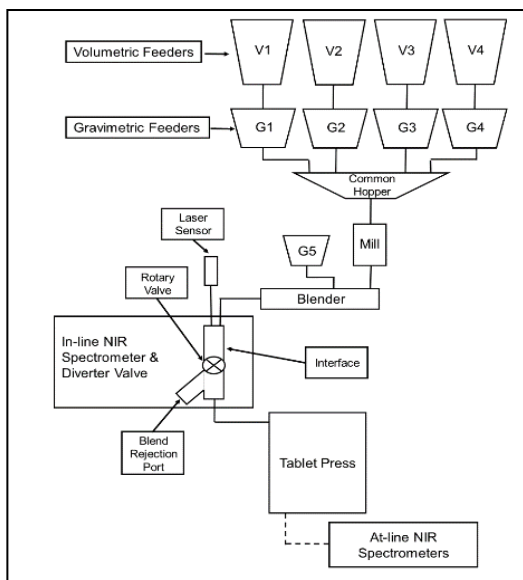 Volumetric Feeders
V1
V2
V3
V4
Gravimetric Feeders
G1
G2
G3
G4
Common
Hopper
Laser
Sensor
G5
Mill
Rotary
Valve
Blender
In-line NIR
Spectrometer &
Diverter Valve
Interface
Blend
Rejection
Port
Tablet Press
At-line NIR
Spectrometers